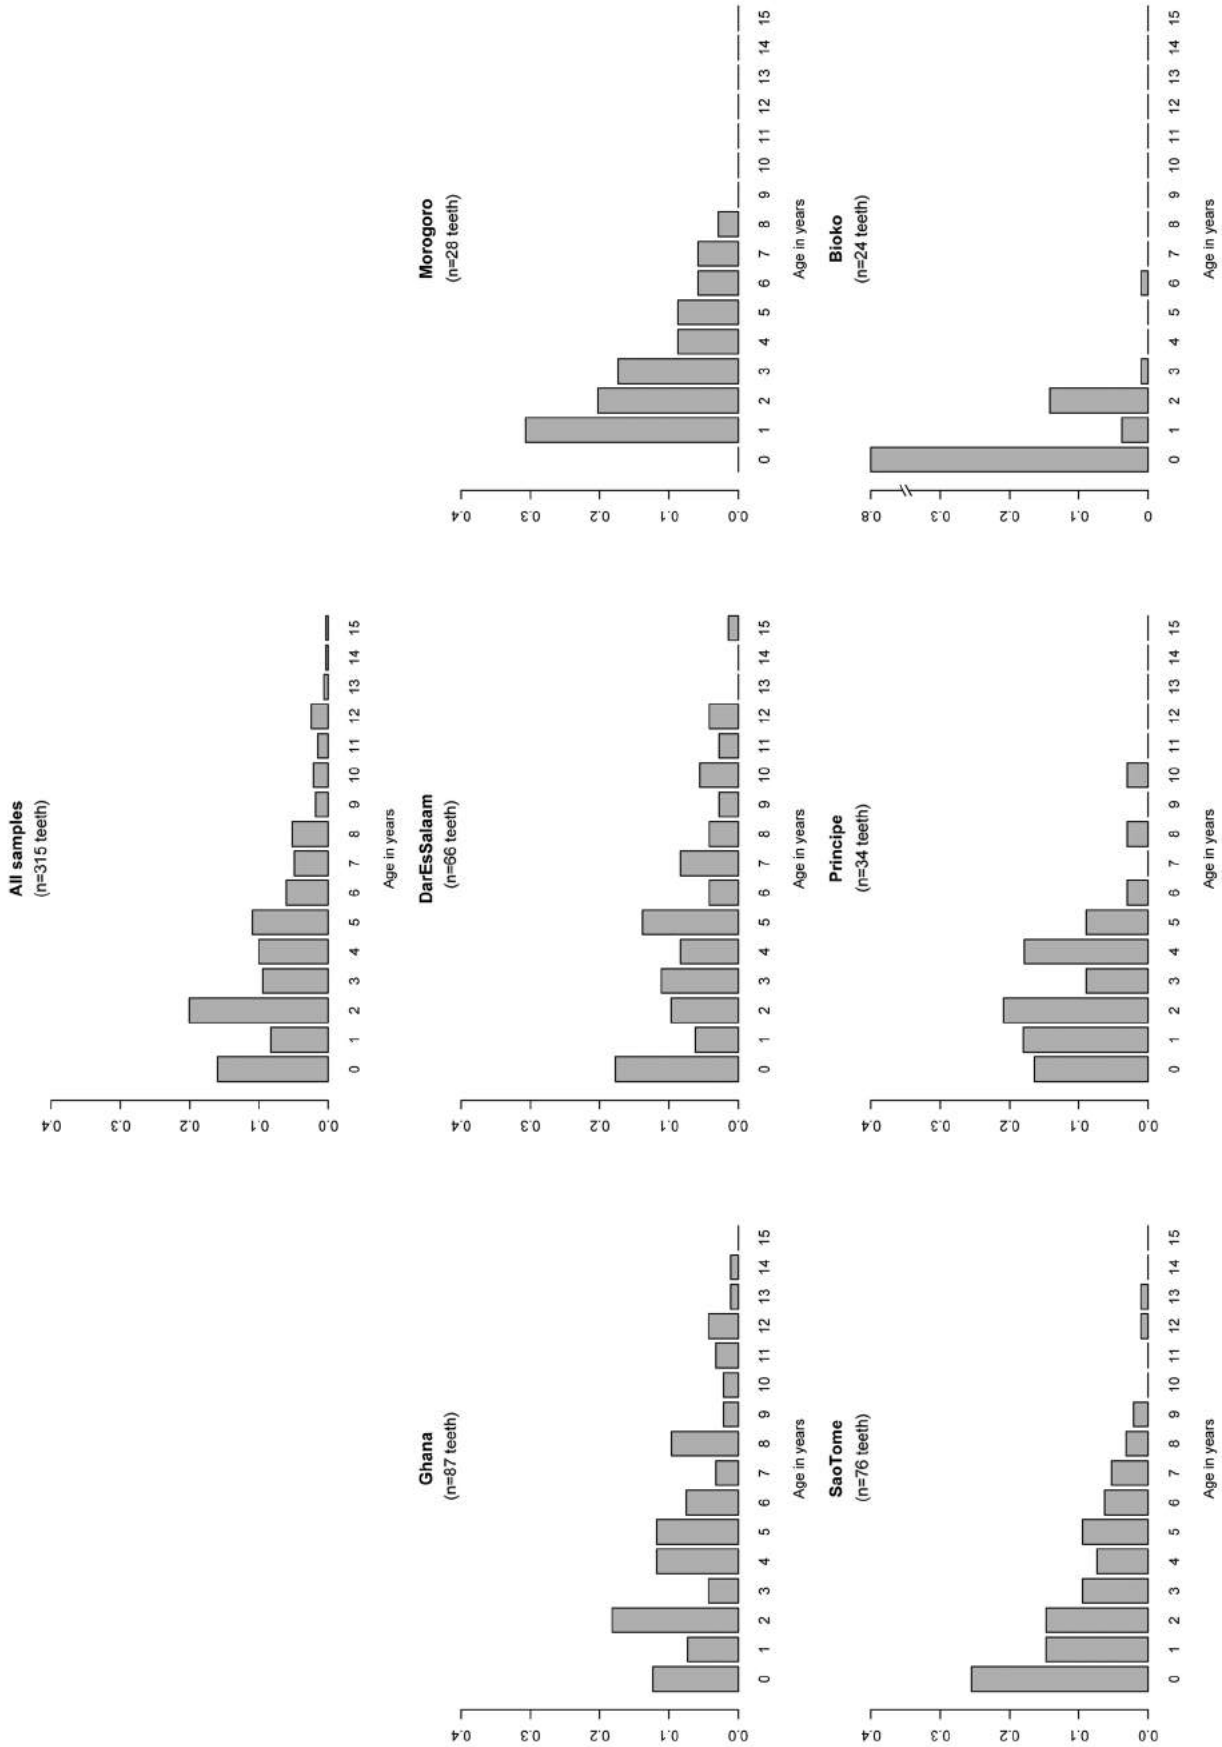 All samples
(n=315 teeth)
0.4
0.3
0.2
0.1
0.0
0 1 2 3 4 5 6 7 8 9 10 11 12 13 14 15
Age in years
Ghana
(n=87 teeth)
0.4
0.3
0.2
0.1
0.0
0 1 2 3 4 5 6 7 8 9 10 11 12 13 14 15
Age in years
DarEsSalaam
(n=66 teeth)
0.4
0.3
0.2
0.1
0.0
0 1 2 3 4 5 6 7 8 9 10 11 12 13 14 15
Age in years
Morogoro
(n=28 teeth)
0.4
0.3
0.2
0.1
0.0
0 1 2 3 4 5 6 7 8 9 10 11 12 13 14 15
Age in years
SaoTome
(n=76 teeth)
0.4
0.3
0.2
0.1
0.0
0 1 2 3 4 5 6 7 8 9 10 11 12 13 14 15
Age in years
Principe
(n=34 teeth)
0.4
0.3
0.2
0.1
0.0
0 1 2 3 4 5 6 7 8 9 10 11 12 13 14 15
Age in years
Bioko
(n=24 teeth)
0.8
0.3
0.2
0.1
0
0 1 2 3 4 5 6 7 8 9 10 11 12 13 14 15
Age in years